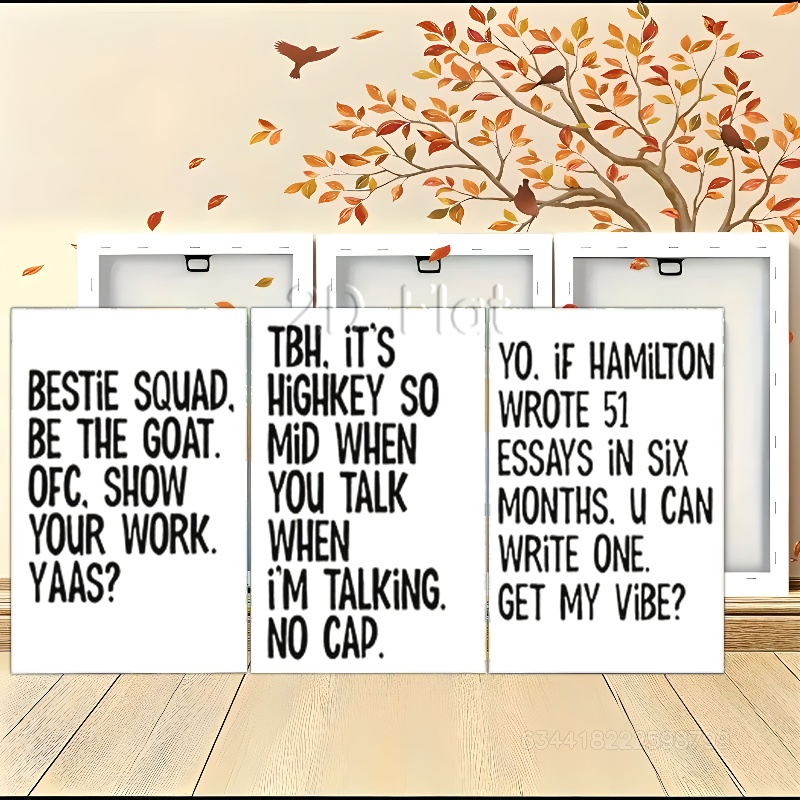 2D Flat
BESTiE SQUAD.
BE THE GOAT.
OFC, SHOW
YOUR WORK.
YAAS?
TBH, iT'S
HiGHKEY SO
MiD WHEN
YOU TALK
WHEN
i'M TALKiNG.
NO CAP.
YO, iF HAMiLTON
WROTE 51
ESSAYS iN SiX
MONTHS. U CAN
WRiTE ONE.
GET MY ViBE?